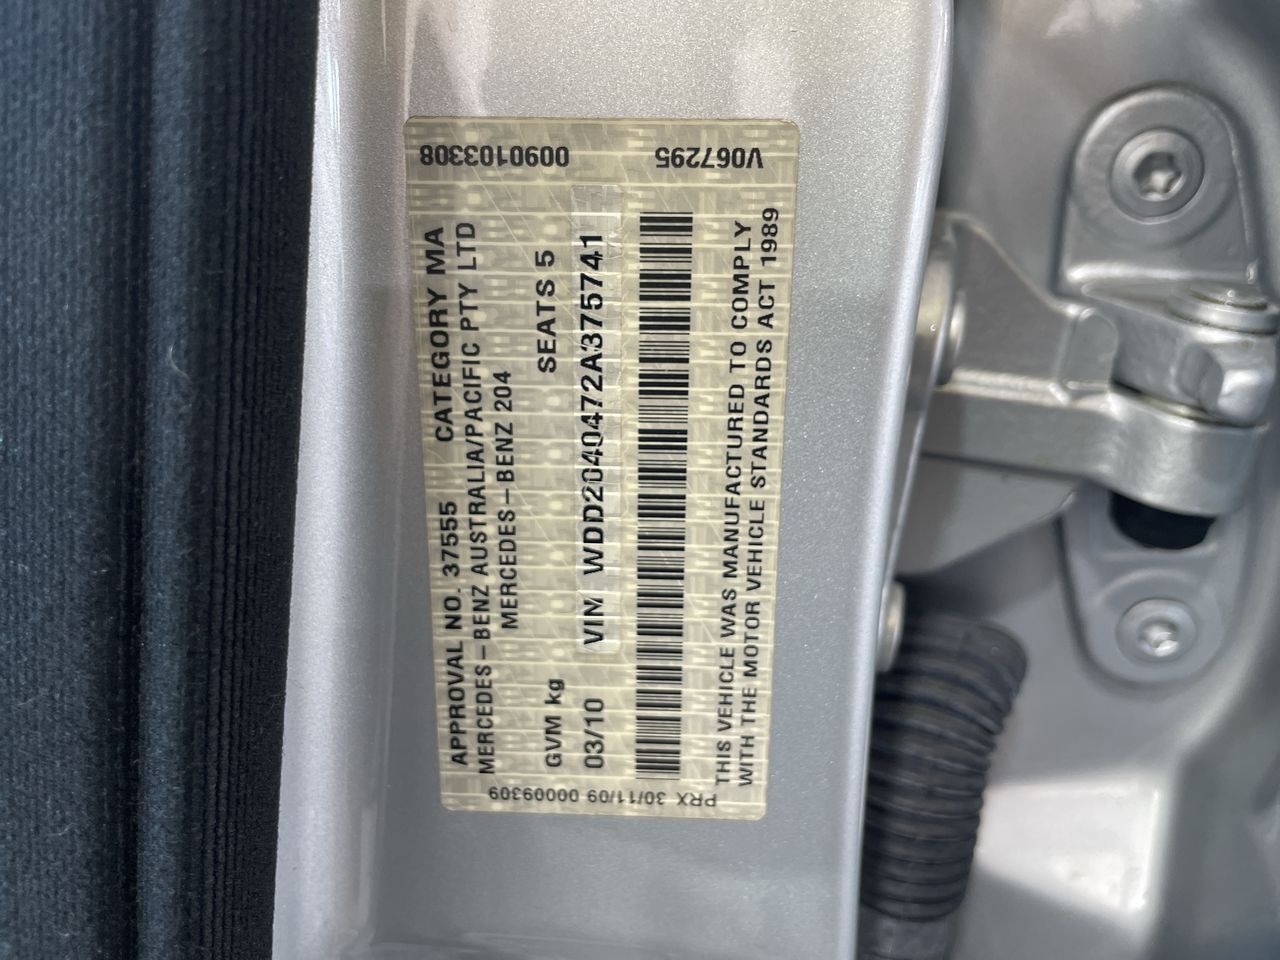 0090103308 V067295
APPROVAL NO. 37555 CATEGORY MA
MERCEDES-BENZ AUSTRALIA/PACIFIC PTY LTD
MERCEDES-BENZ 204
GVM kg SEATS 5
03/10 VIN WDD2040472A375741
THIS VEHICLE WAS MANUFACTURED TO COMPLY
WITH THE MOTOR VEHICLE STANDARDS ACT 1989
PRX 30/11/09 00009309